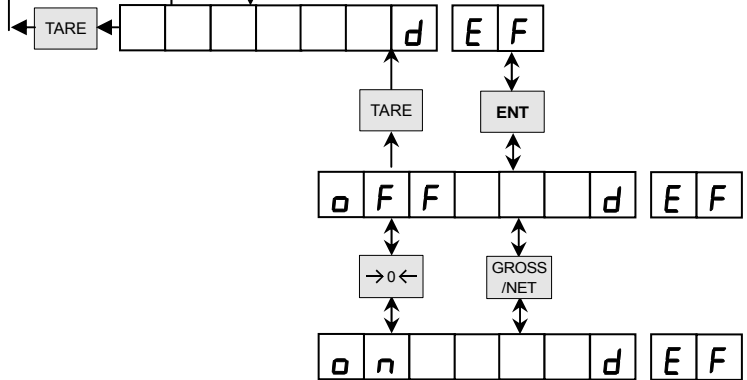 TARE d E F
TARE ENT
o F F d E F
→0← GROSS
/NET
o n d E F